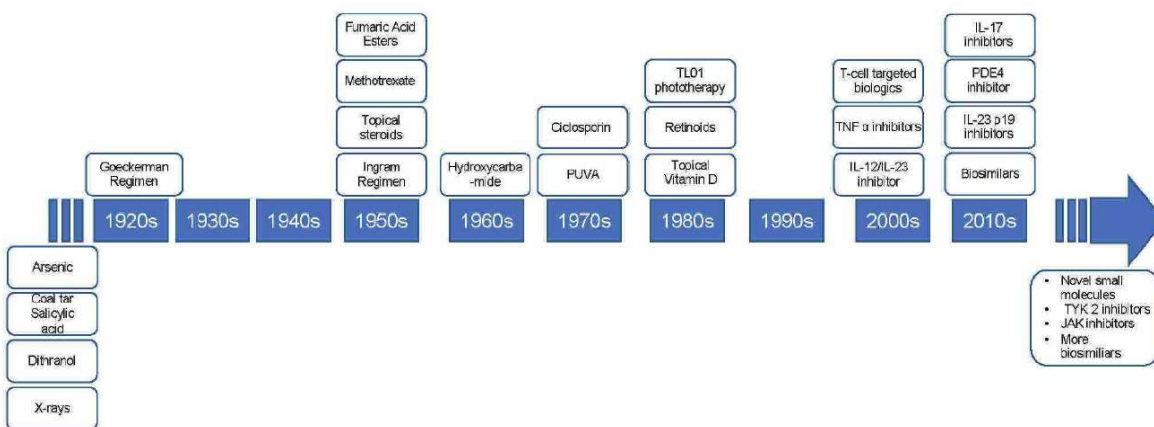 Fumaric Acid
Esters
Methotrexate
Topical
steroids
Ingram
Regimen
TL01
phototherapy
Retinoids
Topical
Vitamin D
IL-17
inhibitors
PDE4
inhibitor
IL-23 p19
inhibitors
Biosimilars
T-cell targeted
biologics
TNF α inhibitors
IL-12/IL-23
inhibitor
Ciclosporin
PUVA
Goeckerman
Regimen
Hydroxycarba
-mide
1920s
1930s
1940s
1950s
1960s
1970s
1980s
1990s
2000s
2010s
Arsenic
Coal tar
Salicylic
acid
Dithranol
X-rays
• Novel small
molecules
• TYK 2 inhibitors
• JAK inhibitors
• More
biosimiliars